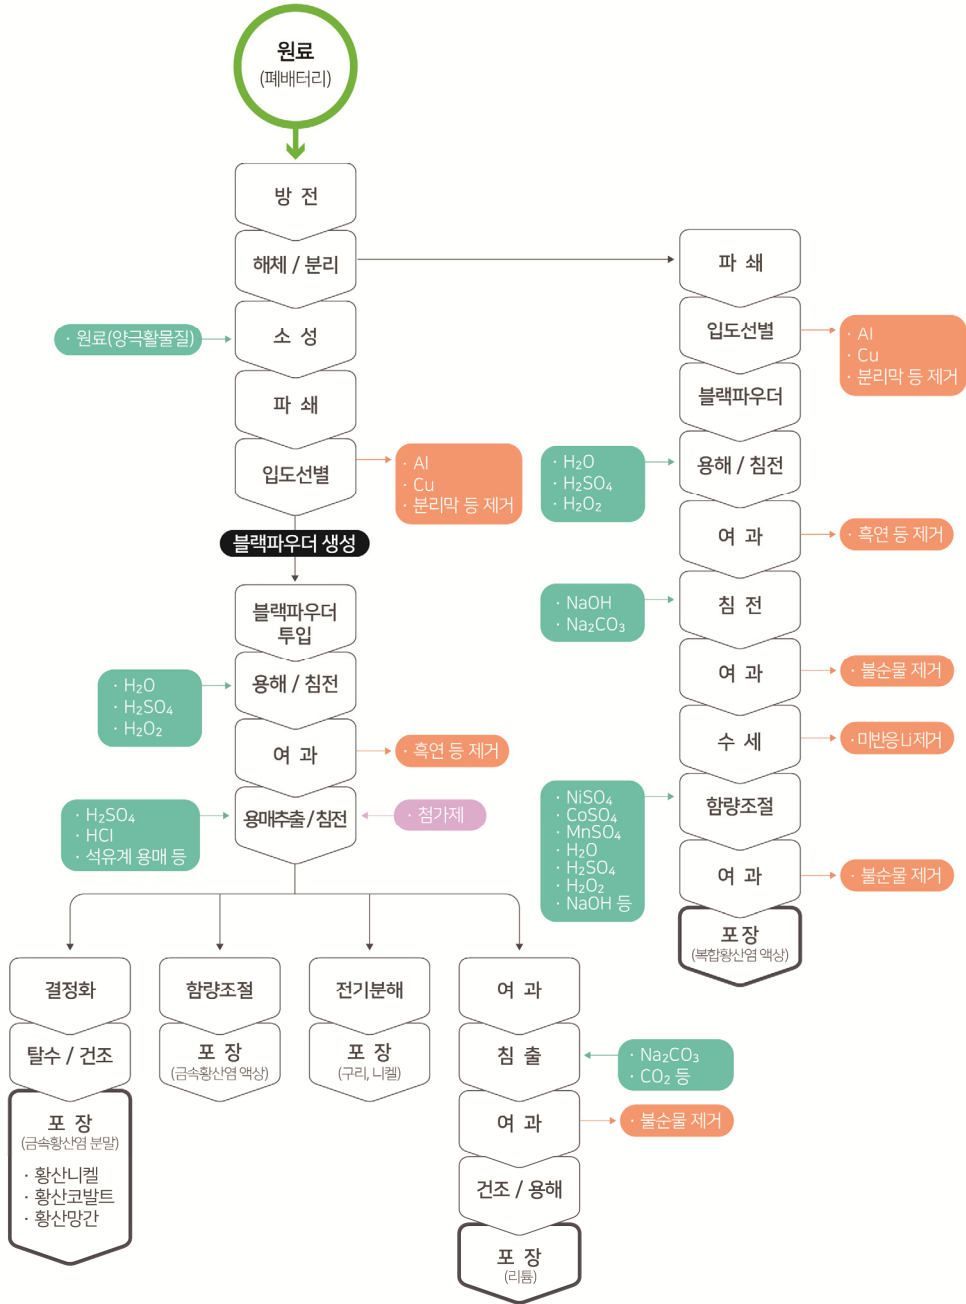 원료
(폐배터리)
방 전
해체 / 분리
· 원료(양극활물질)
소 성
파 쇄
입도선별
· Al
· Cu
· 분리막 등 제거
블랙파우더 생성
블랙파우더
투입
· H₂O
· H₂SO₄
· H₂O₂
용해 / 침전
여 과
· 흑연 등 제거
· H₂SO₄
· HCl
· 석유계 용매 등
용매추출 / 침전
· 첨가제
결정화
탈수 / 건조
포 장
(금속황산염 분말)
· 황산니켈
· 황산코발트
· 황산망간
함량조절
포 장
(금속황산염 액상)
전기분해
포 장
(구리, 니켈)
여 과
침 출
· Na₂CO₃
· CO₂ 등
여 과
· 불순물 제거
건조 / 용해
포 장
(리튬)
파 쇄
입도선별
· Al
· Cu
· 분리막 등 제거
블랙파우더
· H₂O
· H₂SO₄
· H₂O₂
용해 / 침전
여 과
· 흑연 등 제거
· NaOH
· Na₂CO₃
침 전
여 과
· 불순물 제거
수 세
· 미반응Li제거
· NiSO₄
· CoSO₄
· MnSO₄
· H₂O
· H₂SO₄
· H₂O₂
· NaOH 등
함량조절
여 과
· 불순물 제거
포 장
(복합황산염 액상)